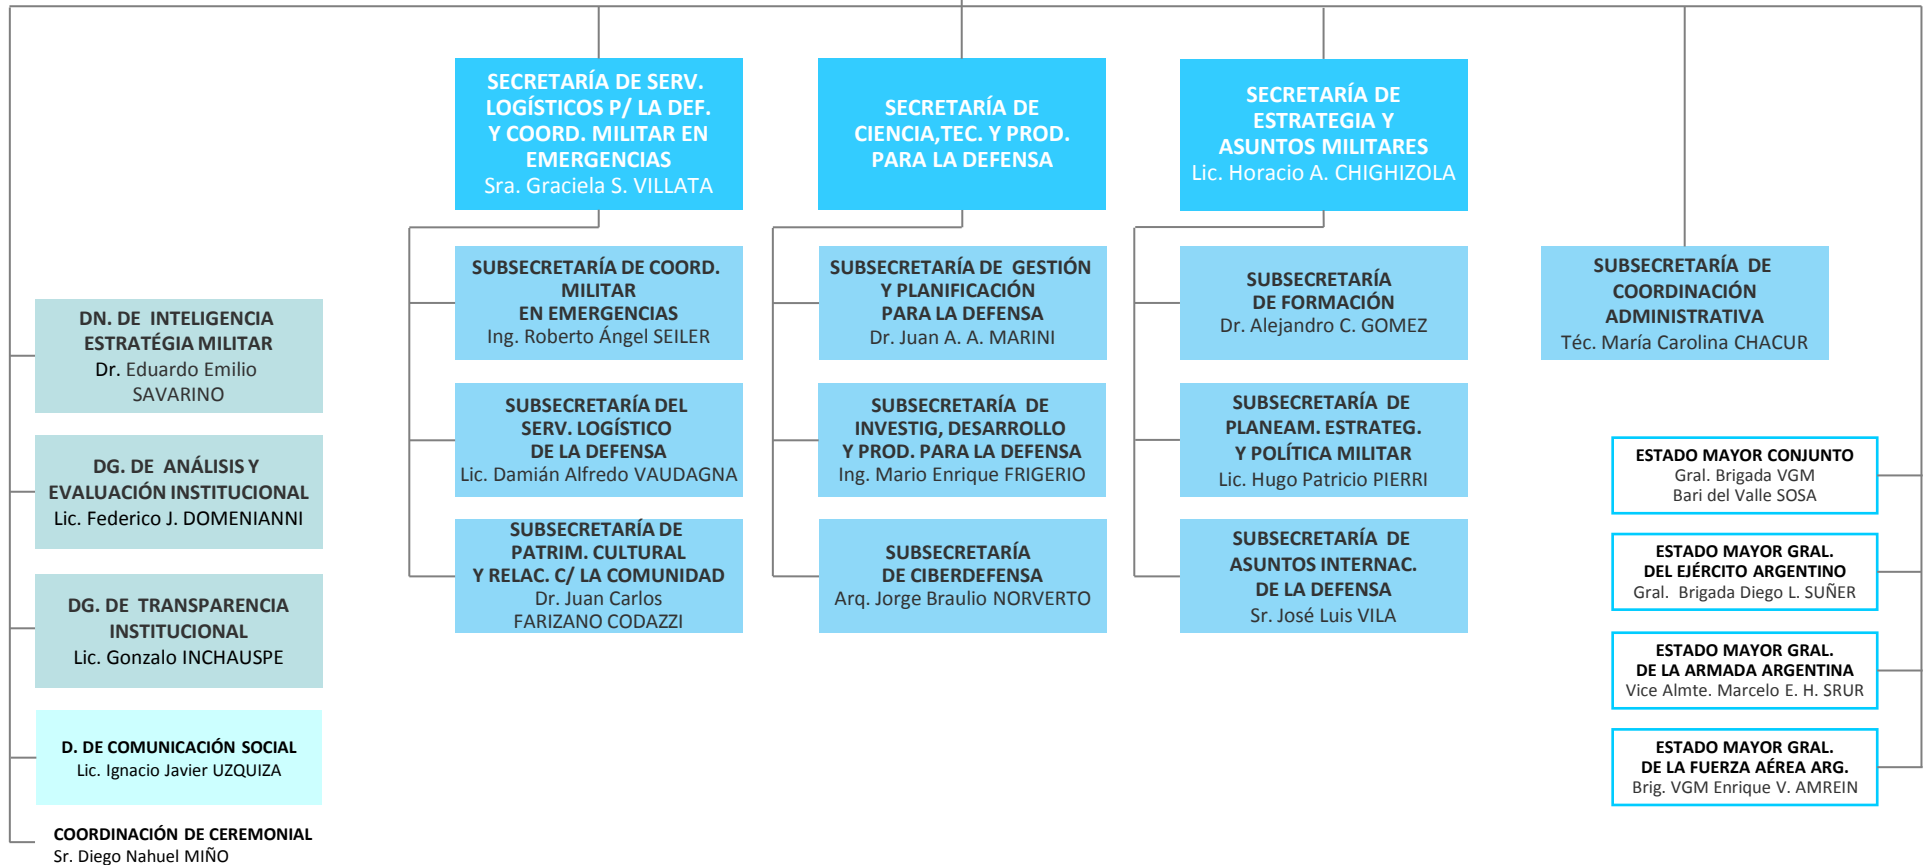 SECRETARÍA DE SERV.
LOGÍSTICOS P/ LA DEF.
Y COORD. MILITAR EN
EMERGENCIAS
Sra. Graciela S. VILLATA
SECRETARÍA DE
CIENCIA,TEC. Y PROD.
PARA LA DEFENSA
SECRETARÍA DE
ESTRATEGIA Y
ASUNTOS MILITARES
Lic. Horacio A. CHIGHIZOLA
SUBSECRETARÍA DE COORD.
MILITAR
EN EMERGENCIAS
Ing. Roberto Ángel SEILER
SUBSECRETARÍA DE GESTIÓN
Y PLANIFICACIÓN
PARA LA DEFENSA
Dr. Juan A. A. MARINI
SUBSECRETARÍA
DE FORMACIÓN
Dr. Alejandro C. GOMEZ
SUBSECRETARÍA DE
COORDINACIÓN
ADMINISTRATIVA
Téc. María Carolina CHACUR
DN. DE INTELIGENCIA
ESTRATÉGIA MILITAR
Dr. Eduardo Emilio
SAVARINO
SUBSECRETARÍA DEL
SERV. LOGÍSTICO
DE LA DEFENSA
Lic. Damián Alfredo VAUDAGNA
SUBSECRETARÍA DE
INVESTIG, DESARROLLO
Y PROD. PARA LA DEFENSA
Ing. Mario Enrique FRIGERIO
SUBSECRETARÍA DE
PLANEAM. ESTRATEG.
Y POLÍTICA MILITAR
Lic. Hugo Patricio PIERRI
DG. DE ANÁLISIS Y
EVALUACIÓN INSTITUCIONAL
Lic. Federico J. DOMENIANNI
ESTADO MAYOR CONJUNTO
Gral. Brigada VGM
Bari del Valle SOSA
SUBSECRETARÍA DE
PATRIM. CULTURAL
Y RELAC. C/ LA COMUNIDAD
Dr. Juan Carlos
FARIZANO CODAZZI
SUBSECRETARÍA
DE CIBERDEFENSA
Arq. Jorge Braulio NORVERTO
SUBSECRETARÍA DE
ASUNTOS INTERNAC.
DE LA DEFENSA
Sr. José Luis VILA
ESTADO MAYOR GRAL.
DEL EJÉRCITO ARGENTINO
Gral. Brigada Diego L. SUÑER
DG. DE TRANSPARENCIA
INSTITUCIONAL
Lic. Gonzalo INCHAUSPE
ESTADO MAYOR GRAL.
DE LA ARMADA ARGENTINA
Vice Almte. Marcelo E. H. SRUR
D. DE COMUNICACIÓN SOCIAL
Lic. Ignacio Javier UZQUIZA
ESTADO MAYOR GRAL.
DE LA FUERZA AÉREA ARG.
Brig. VGM Enrique V. AMREIN
COORDINACIÓN DE CEREMONIAL
Sr. Diego Nahuel MIÑO